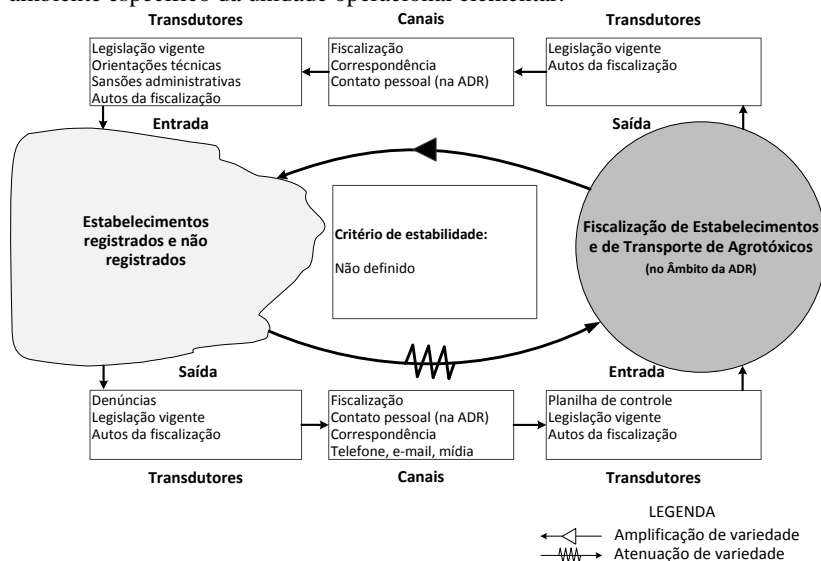 ambiente específico da unidade operacional elementar.
Transdutores
Canais
Transdutores
Legislação vigente
Orientações técnicas
Sansões administrativas
Autos da fiscalização
Fiscalização
Correspondência
Contato pessoal (na ADR)
Legislação vigente
Autos da fiscalização
Entrada
Saída
Estabelecimentos
registrados e não
registrados
Critério de estabilidade:
Não definido
Fiscalização de Estabelecimentos
e de Transporte de Agrotóxicos
(no Âmbito da ADR)
Saída
Entrada
Denúncias
Legislação vigente
Autos da fiscalização
Fiscalização
Contato pessoal (na ADR)
Correspondência
Telefone, e-mail, mídia
Planilha de controle
Legislação vigente
Autos da fiscalização
Transdutores
Canais
Transdutores
LEGENDA
Amplificação de variedade
Atenuação de variedade